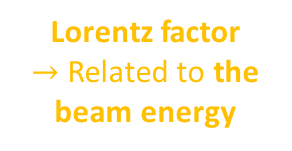 Lorentz factor
→ Related to the
beam energy